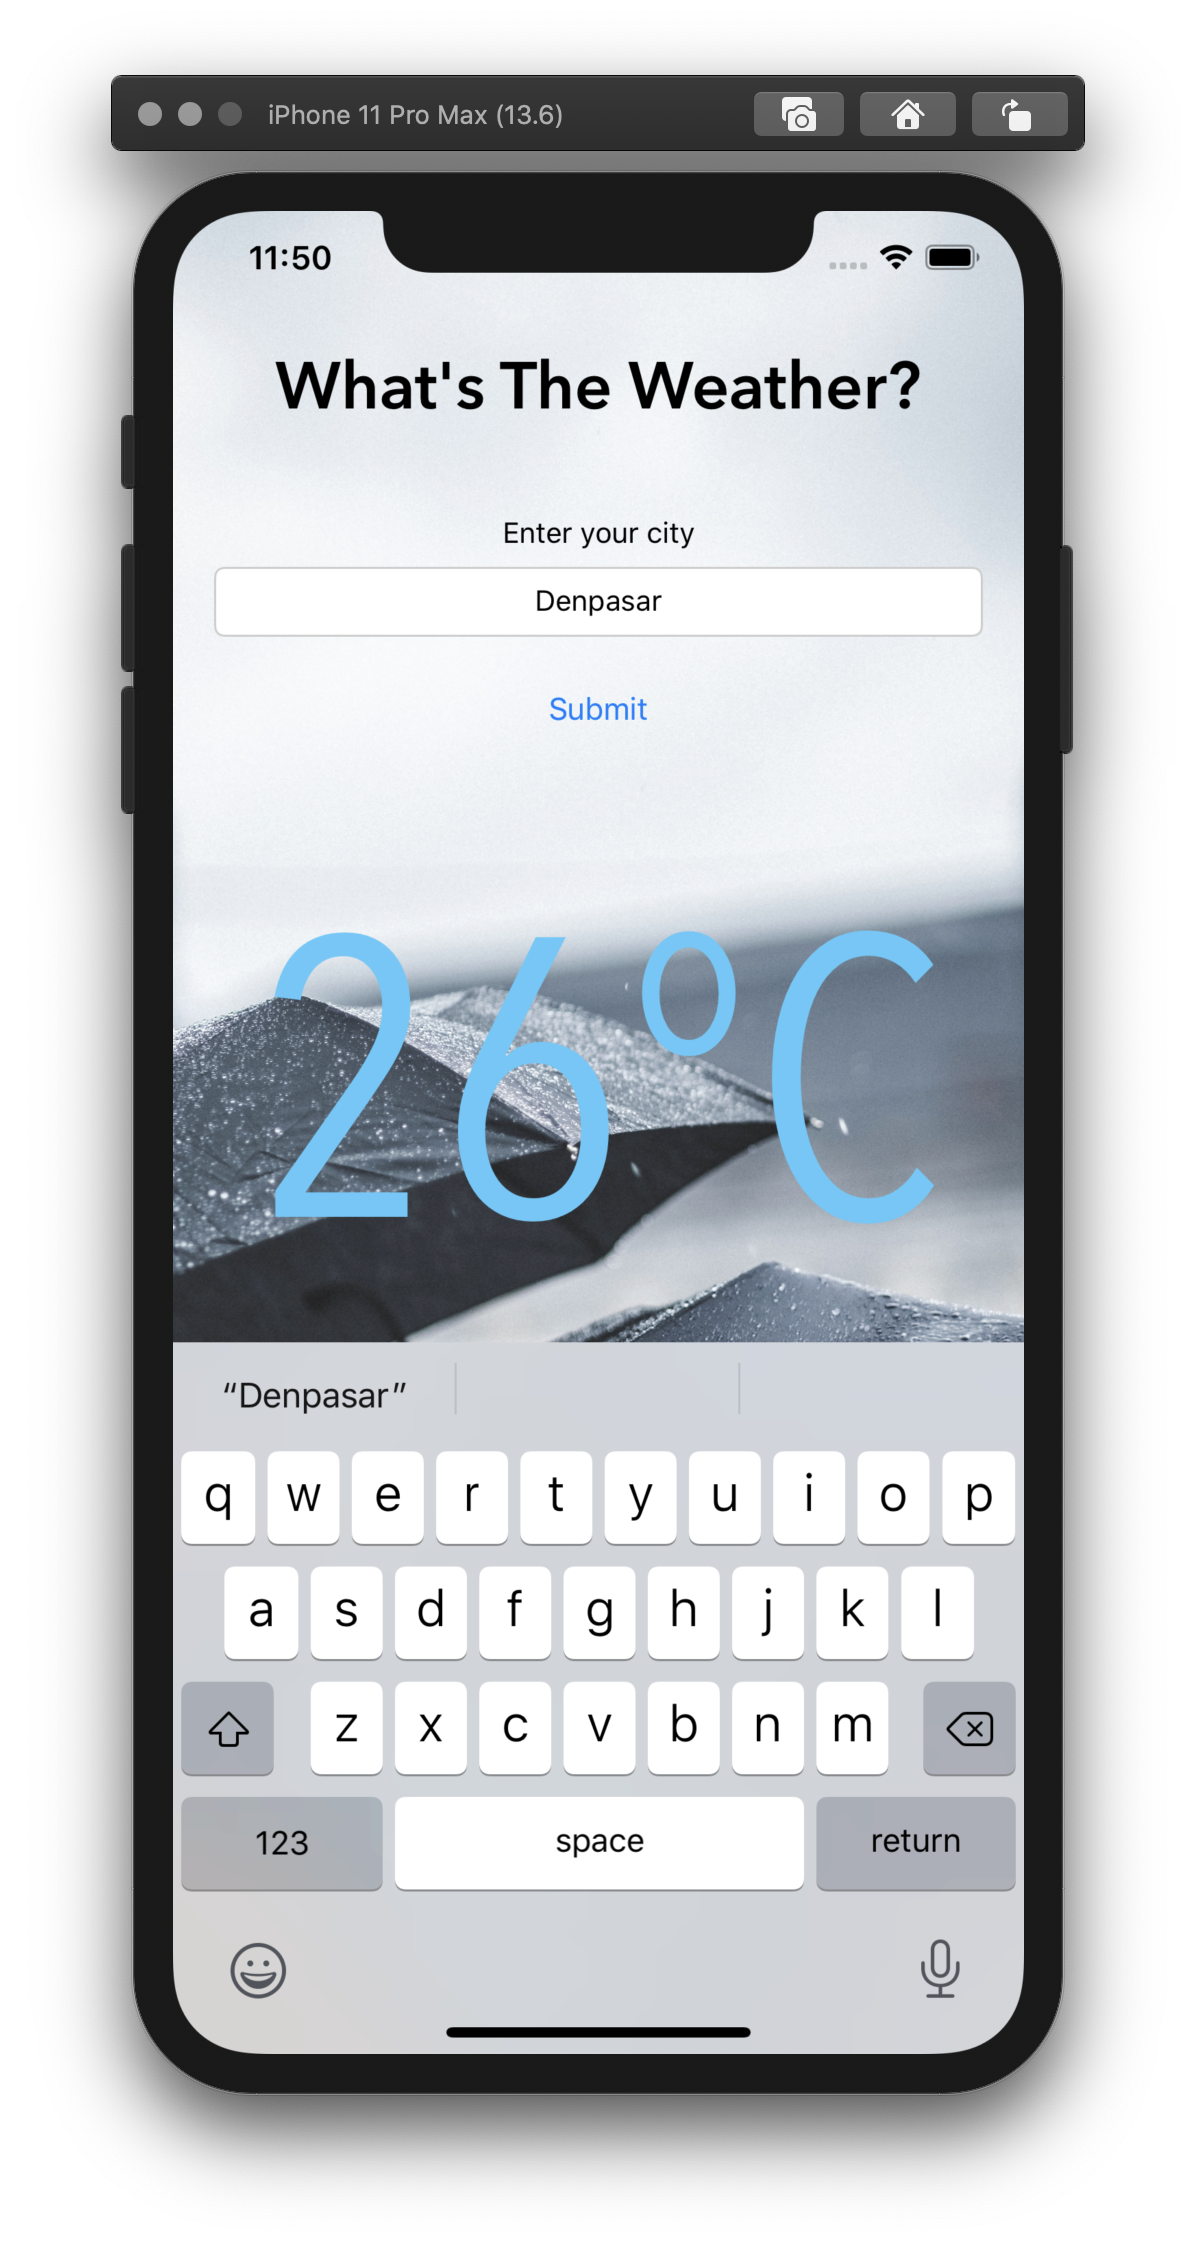 iPhone 11 Pro Max (13.6)
11:50
What's The Weather?
Enter your city
Denpasar
Submit
26°C
“Denpasar”
q w e r t y u i o p
a s d f g h j k l
z x c v b n m
123 space return